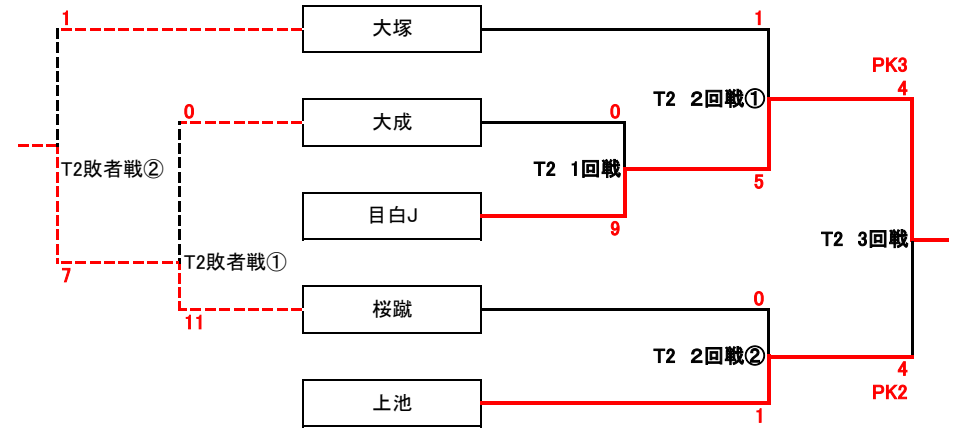 1
大塚
1
PK3
4
T2 2回戦①
0
大成
0
T2敗者戦②
T2 1回戦
5
目白J
9
T2 3回戦
7
T2敗者戦①
11
桜蹴
0
T2 2回戦②
4
PK2
上池
1